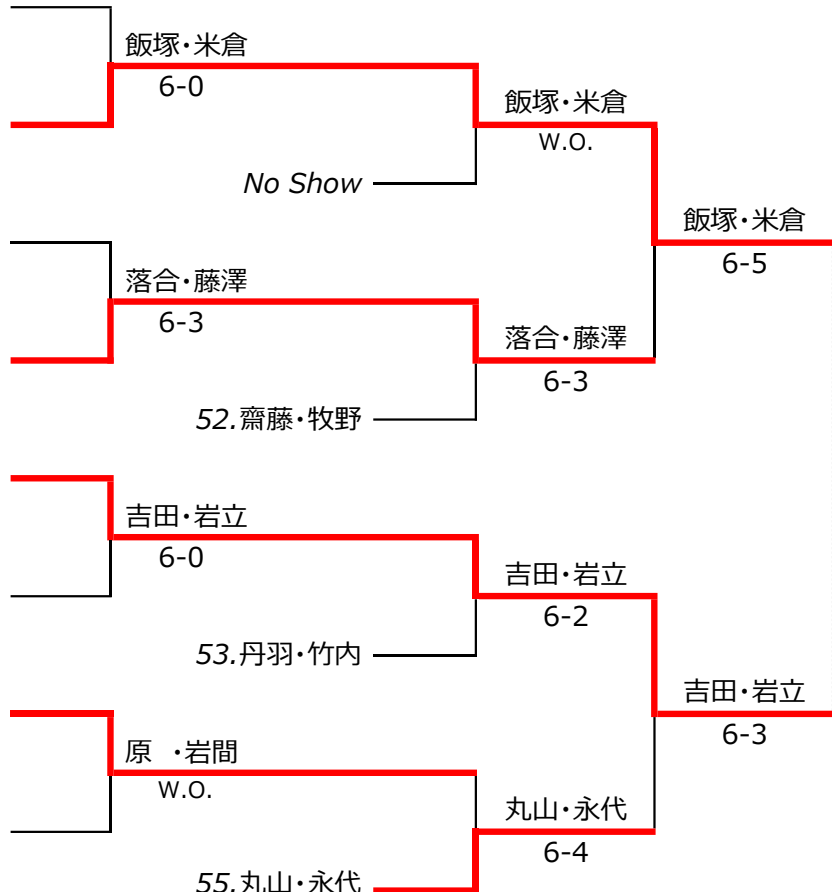 飯塚・米倉
6-0
飯塚・米倉
W.O.
No Show
飯塚・米倉
6-5
落合・藤澤
6-3
落合・藤澤
6-3
52.齋藤・牧野
吉田・岩立
6-0
吉田・岩立
6-2
53.丹羽・竹内
吉田・岩立
6-3
原　・岩間
W.O.
丸山・永代
6-4
55.丸山・永代